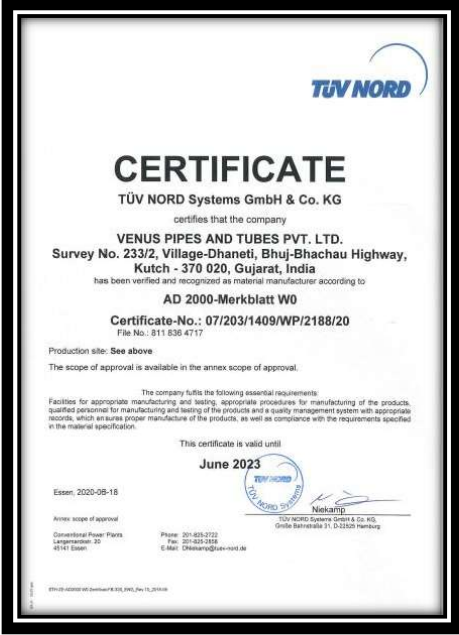 TÜV NORD
CERTIFICATE
TÜV NORD Systems GmbH & Co. KG
certifies that the company
VENUS PIPES AND TUBES PVT. LTD.
Survey No. 233/2, Village-Dhaneti, Bhuj-Bhachau Highway,
Kutch - 370 020, Gujarat, India
has been verified and recognized as material manufacturer according to
AD 2000-Merkblatt W0
Certificate-No.: 07/203/1409/WP/2188/20
File No.: 811 836 4717
Production site: See above
The scope of approval is available in the annex scope of approval.
The company fulfils the following essential requirements:
Facilities for appropriate manufacturing and testing, appropriate procedures for manufacturing of the products,
qualified personnel for manufacturing and testing of the products and a quality management system with appropriate
records, which ensures proper manufacture of the products, as well as compliance with the requirements specified
in the material specification.
This certificate is valid until
June 2023
TÜV NORD
TÜV NORD Systems
Essen, 2020-08-18
Niekamp
Annex: scope of approval
TÜV NORD Systems GmbH & Co. KG,
Große Bahnstraße 31, D-22525 Hamburg
Conventional Power Plants
Langemarckstr. 20
45141 Essen
Phone: 201-825-2722
Fax: 201-825-2858
E-Mail: DNiekamp@tuev-nord.de